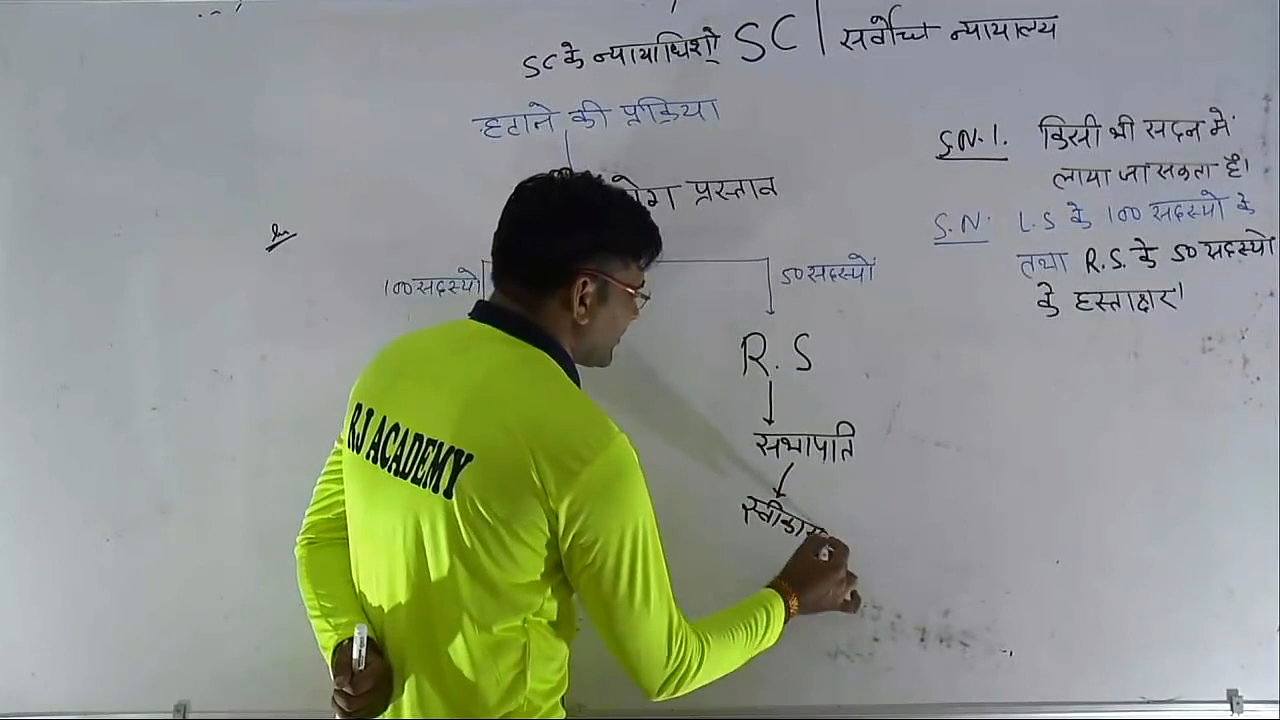 SC के न्यायाधिशो SC | सर्वोच्च न्यायालय
हटाने की प्रक्रिया
योग प्रस्ताव
100 सदस्यो
50 सदस्यों
R.S
सभापति
स्वीकार
S.N.1. किसी भी सदन में
लाया जा सकता है।
S.N. L.S के 100 सदस्यो के
तथा R.S. के 50 सदस्यो
के हस्ताक्षर।
RJ ACADEMY